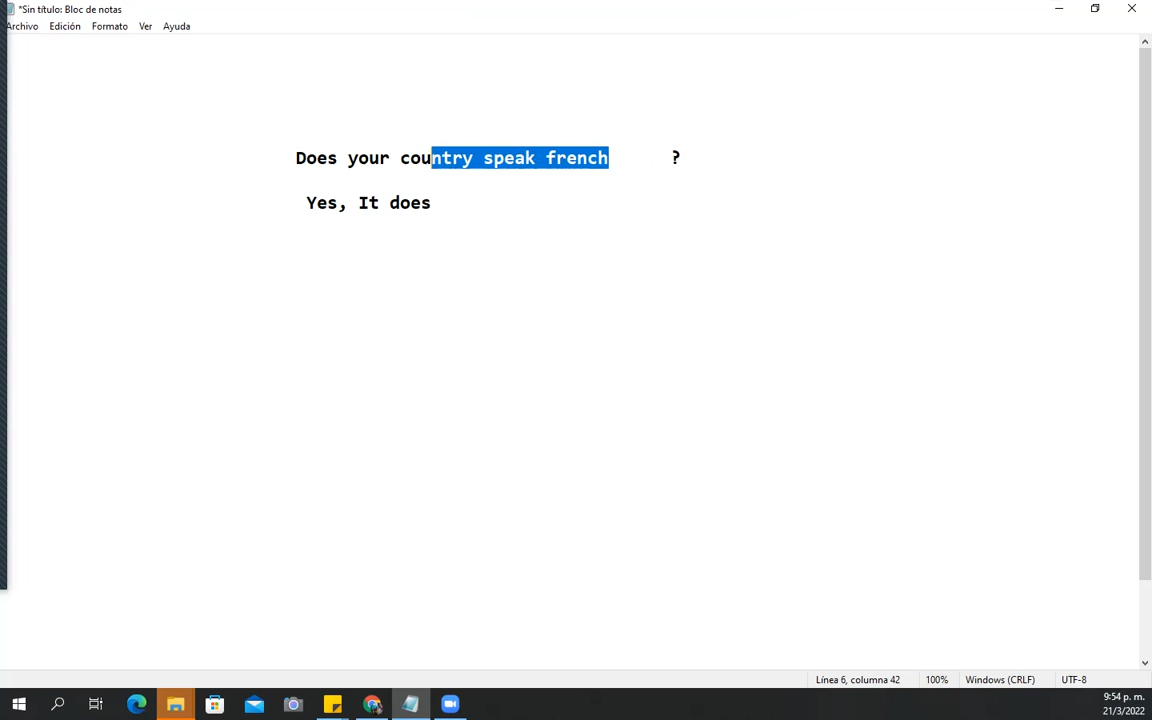 *Sin título: Bloc de notas
Archivo Edición Formato Ver Ayuda
Does your country speak french ?
Yes, It does
Línea 6, columna 42 100% Windows (CRLF) UTF-8
9:54 p. m.
21/3/2022